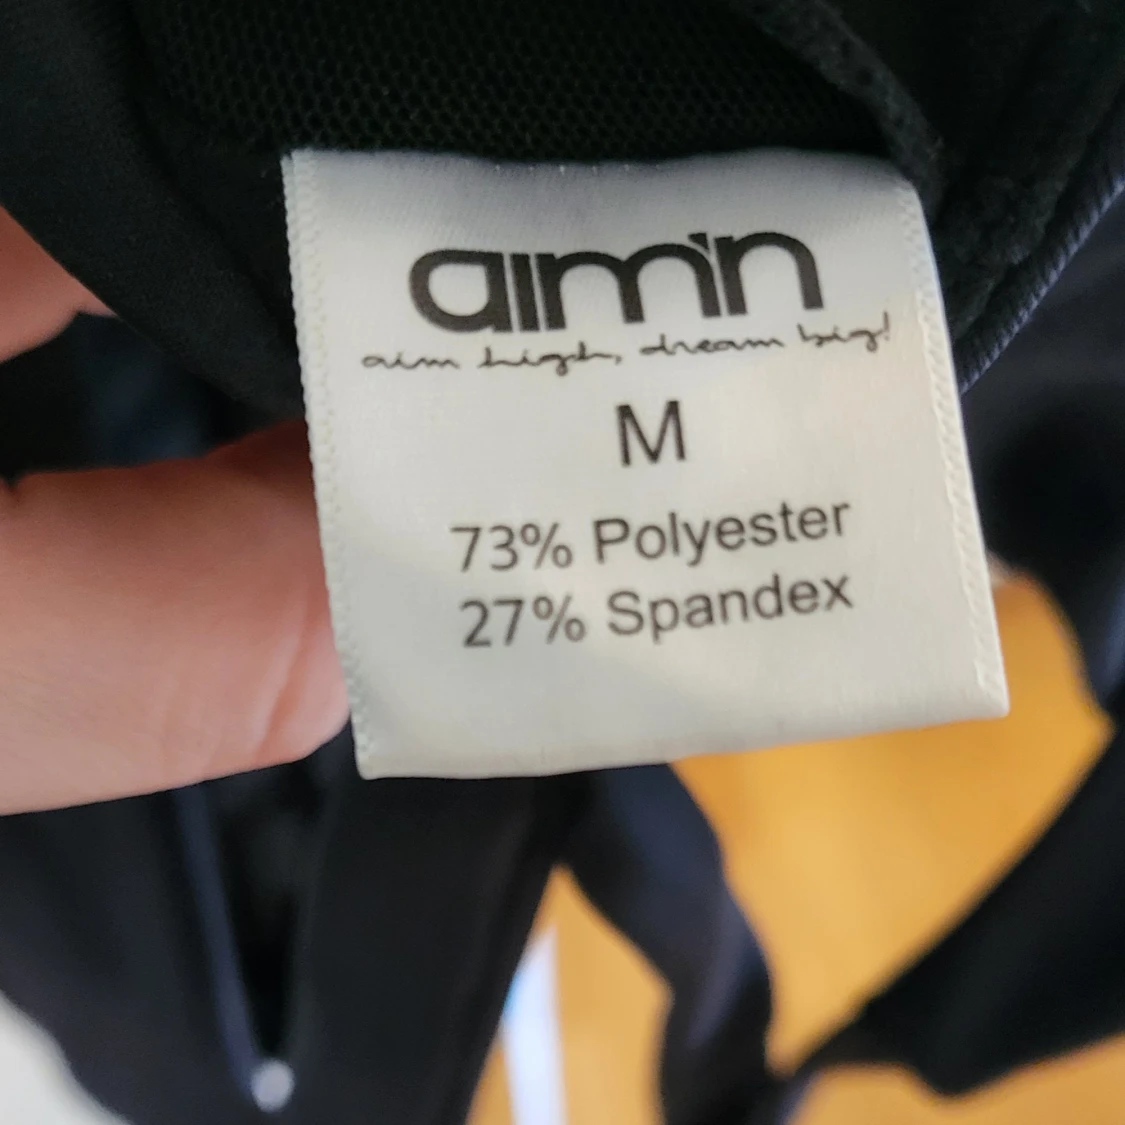 aim'n
aim high, dream big!
M
73% Polyester
27% Spandex